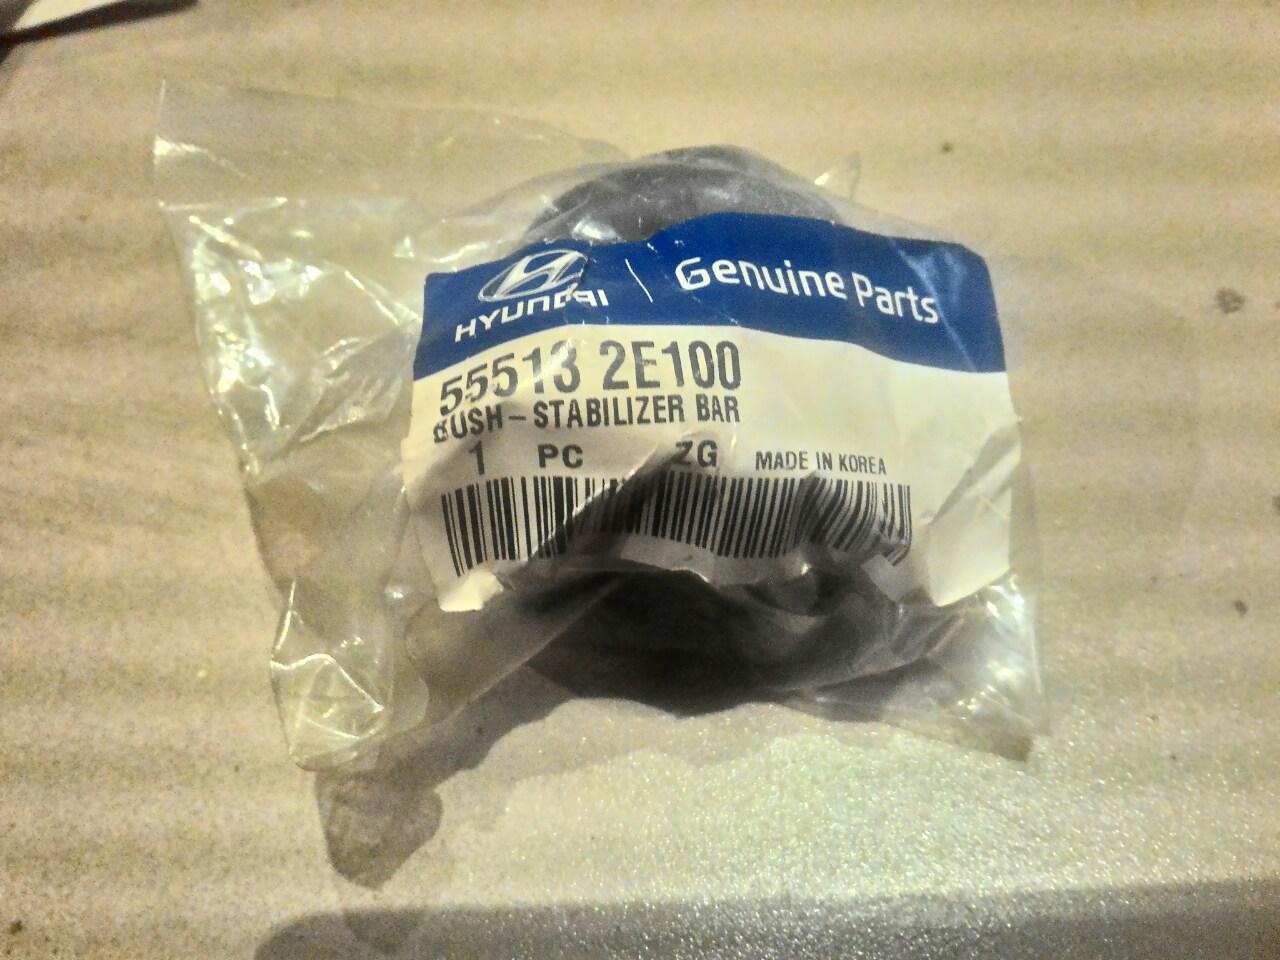 HYUNDAI | Genuine Parts
55513 2E100
BUSH-STABILIZER BAR
1 PC ZG MADE IN KOREA